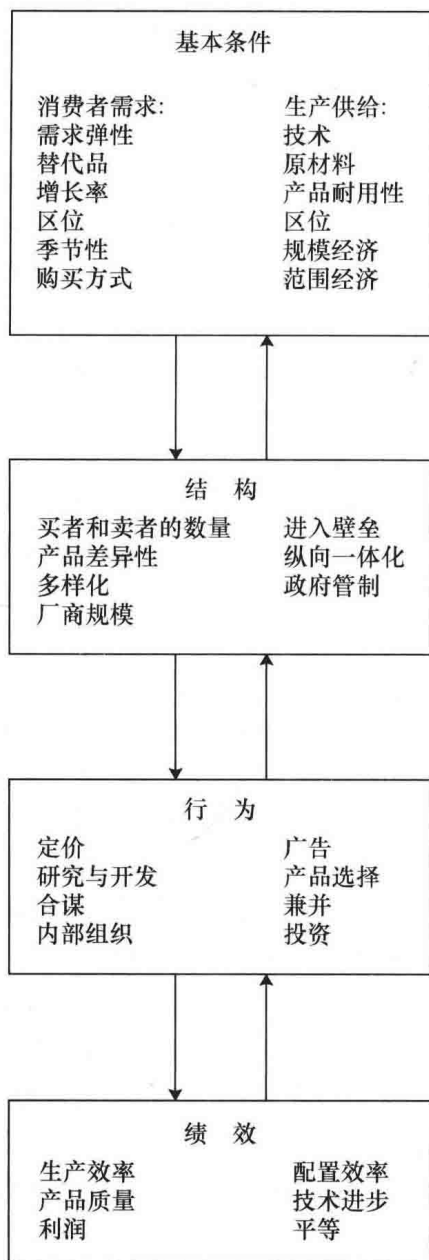 基本条件
消费者需求: 生产供给:
需求弹性 技术
替代品 原材料
增长率 产品耐用性
区位 区位
季节性 规模经济
购买方式 范围经济
结 构
买者和卖者的数量 进入壁垒
产品差异性 纵向一体化
多样化 政府管制
厂商规模
行 为
定价 广告
研究与开发 产品选择
合谋 兼并
内部组织 投资
绩 效
生产效率 配置效率
产品质量 技术进步
利润 平等